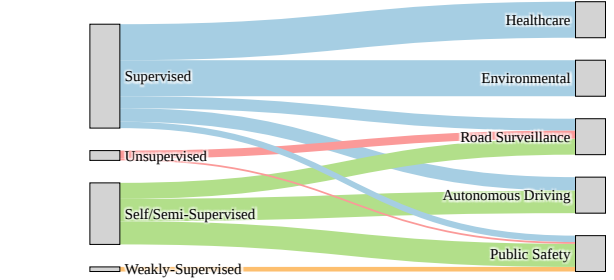 Healthcare
Supervised
Environmental
Road Surveillance
Unsupervised
Autonomous Driving
Self/Semi-Supervised
Public Safety
Weakly-Supervised